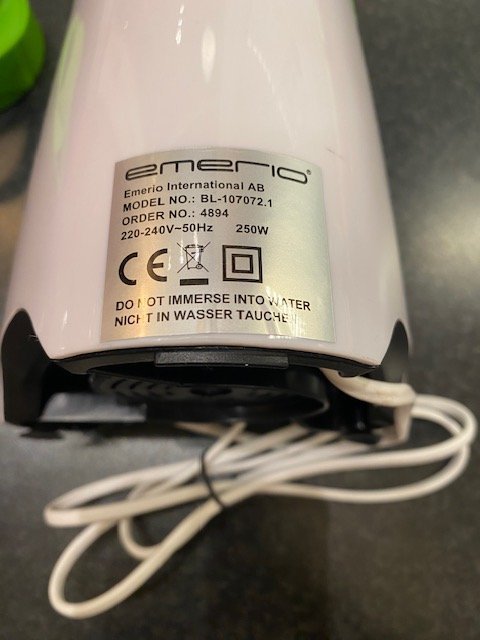 emerio®
Emerio International AB
MODEL NO.: BL-107072.1
ORDER NO.: 4894
220-240V~50Hz 250W
CE
DO NOT IMMERSE INTO WATER
NICHT IN WASSER TAUCHEN